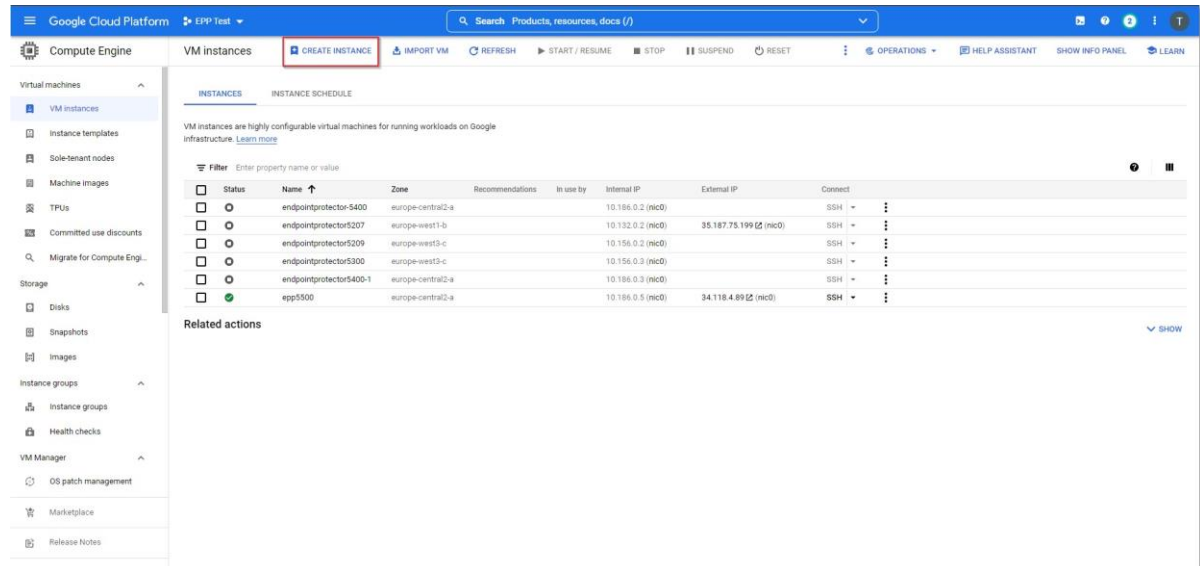 Google Cloud Platform EPP Test Search Products, resources, docs (/) 2 T
Compute Engine VM instances CREATE INSTANCE IMPORT VM REFRESH START / RESUME STOP SUSPEND RESET OPERATIONS HELP ASSISTANT SHOW INFO PANEL LEARN
Virtual machines
VM instances
Instance templates
Sole-tenant nodes
Machine images
TPUs
Committed use discounts
Migrate for Compute Engi...
Storage
Disks
Snapshots
Images
Instance groups
Instance groups
Health checks
VM Manager
OS patch management
Marketplace
Release Notes
INSTANCES INSTANCE SCHEDULE
VM instances are highly configurable virtual machines for running workloads on Google
infrastructure. Learn more
Filter Enter property name or value
Status Name Zone Recommendations In use by Internal IP External IP Connect
endpointprotector-5400 europe-central2-a 10.186.0.2 (nic0) SSH
endpointprotector5207 europe-west1-b 10.132.0.2 (nic0) 35.187.75.199 (nic0) SSH
endpointprotector5209 europe-west3-c 10.156.0.2 (nic0) SSH
endpointprotector5300 europe-west3-c 10.156.0.3 (nic0) SSH
endpointprotector5400-1 europe-central2-a 10.186.0.3 (nic0) SSH
epp5500 europe-central2-a 10.186.0.5 (nic0) 34.118.4.89 (nic0) SSH
Related actions SHOW